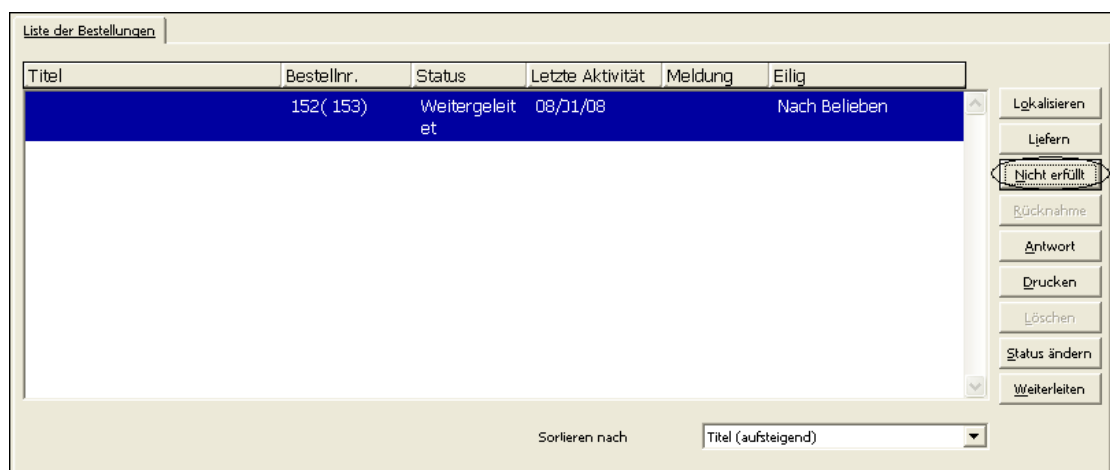 Liste der Bestellungen
Titel Bestellnr. Status Letzte Aktivität Meldung Eilig
152( 153) Weitergeleit 08/01/08 Nach Belieben
et
Lokalisieren
Liefern
Nicht erfüllt
Rücknahme
Antwort
Drucken
Löschen
Status ändern
Weiterleiten
Sortieren nach Titel (aufsteigend)